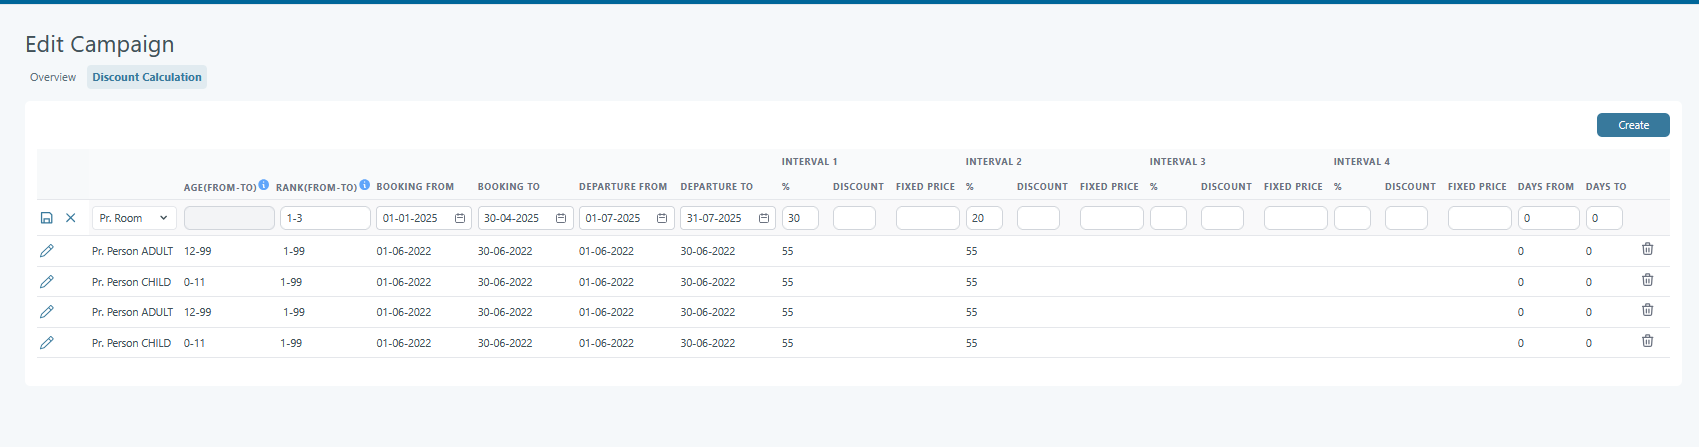 Edit Campaign
Overview Discount Calculation
Create
INTERVAL 1 INTERVAL 2 INTERVAL 3 INTERVAL 4
AGE(FROM-TO) i RANK(FROM-TO) i BOOKING FROM BOOKING TO DEPARTURE FROM DEPARTURE TO % DISCOUNT FIXED PRICE % DISCOUNT FIXED PRICE % DISCOUNT FIXED PRICE % DISCOUNT FIXED PRICE DAYS FROM DAYS TO
Pr. Room 1-3 01-01-2025 30-04-2025 01-07-2025 31-07-2025 30 20 0 0
Pr. Person ADULT 12-99 1-99 01-06-2022 30-06-2022 01-06-2022 30-06-2022 55 55 0 0
Pr. Person CHILD 0-11 1-99 01-06-2022 30-06-2022 01-06-2022 30-06-2022 55 55 0 0
Pr. Person ADULT 12-99 1-99 01-06-2022 30-06-2022 01-06-2022 30-06-2022 55 55 0 0
Pr. Person CHILD 0-11 1-99 01-06-2022 30-06-2022 01-06-2022 30-06-2022 55 55 0 0